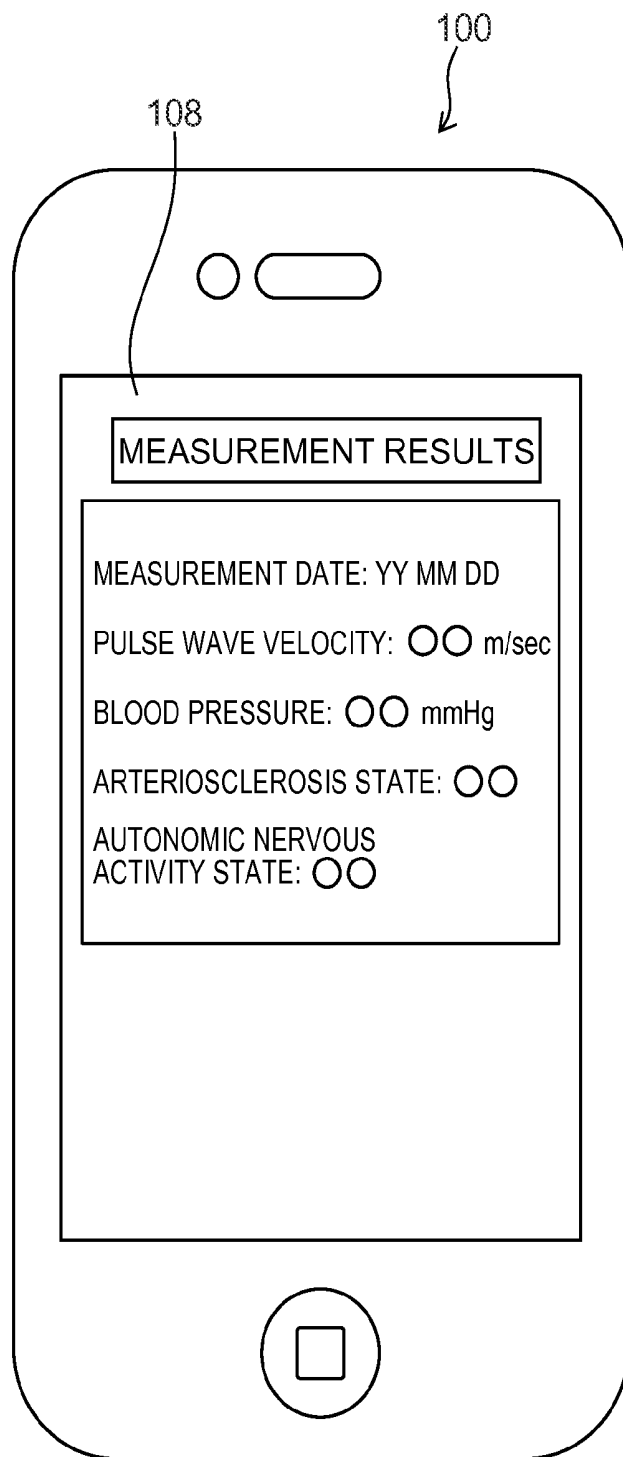 100
108
MEASUREMENT RESULTS
MEASUREMENT DATE: YY MM DD
PULSE WAVE VELOCITY: ○○ m/sec
BLOOD PRESSURE: ○○ mmHg
ARTERIOSCLEROSIS STATE: ○○
AUTONOMIC NERVOUS
ACTIVITY STATE: ○○